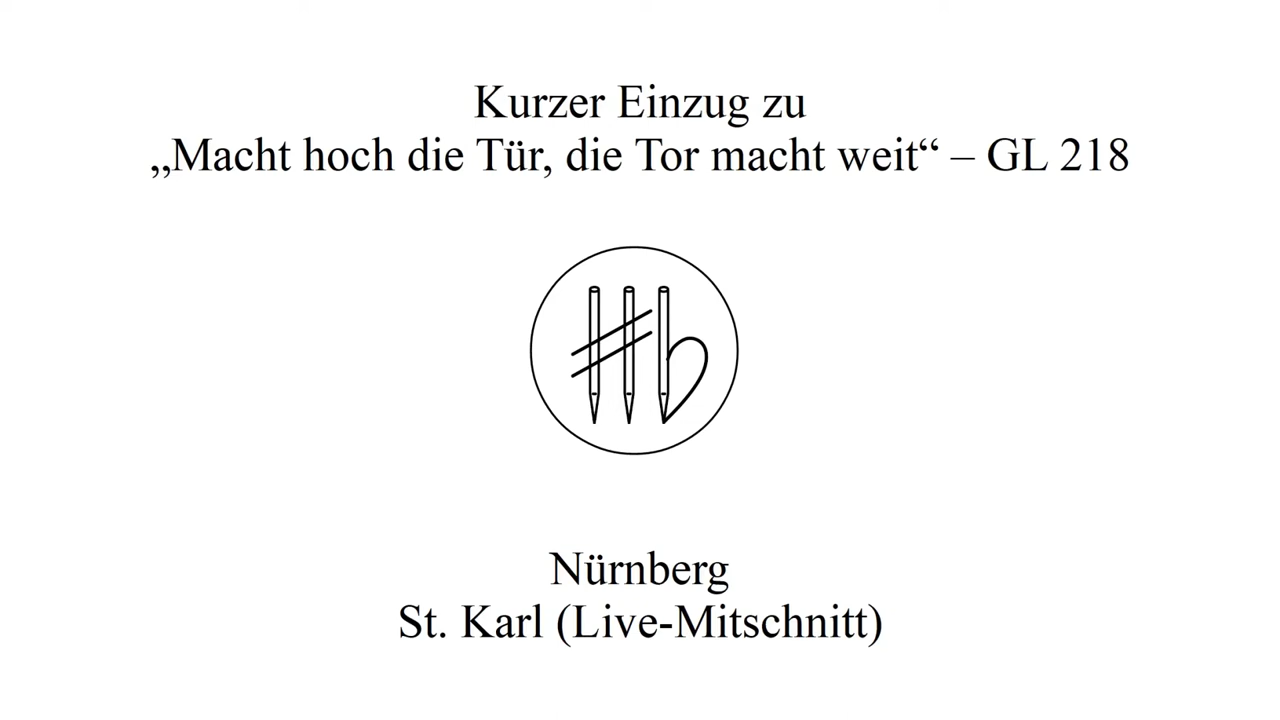 Kurzer Einzug zu
„Macht hoch die Tür, die Tor macht weit“ – GL 218
Nürnberg
St. Karl (Live-Mitschnitt)